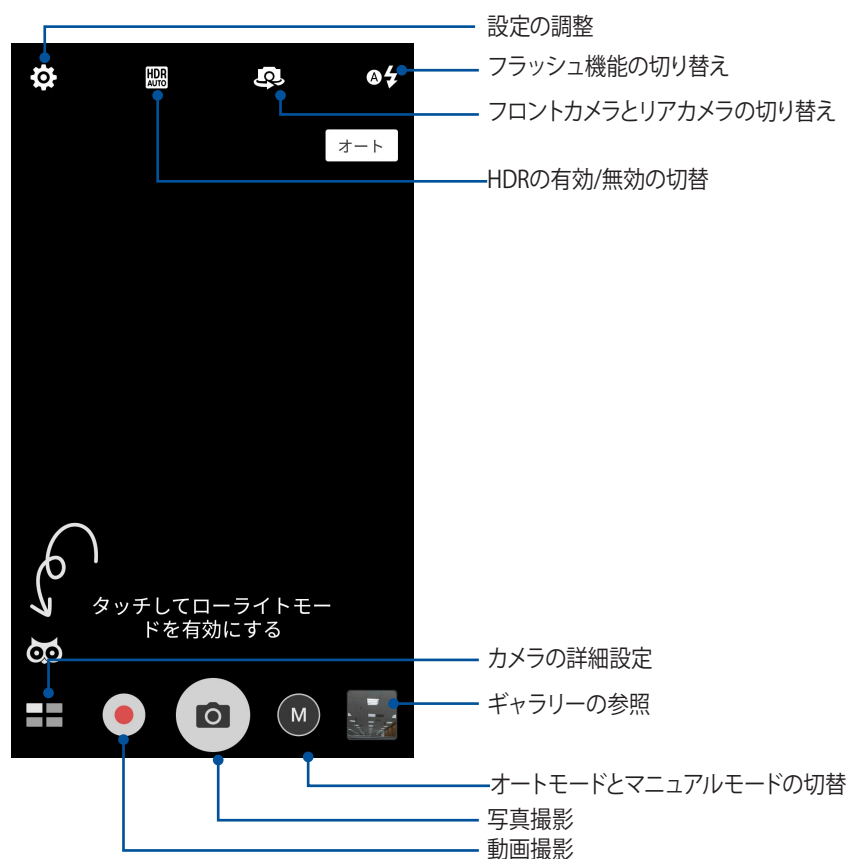 設定の調整
フラッシュ機能の切り替え
フロントカメラとリアカメラの切り替え
HDRの有効/無効の切替
HDR
AUTO
A
オート
タッチしてローライトモー
ドを有効にする
カメラの詳細設定
ギャラリーの参照
M
オートモードとマニュアルモードの切替
写真撮影
動画撮影